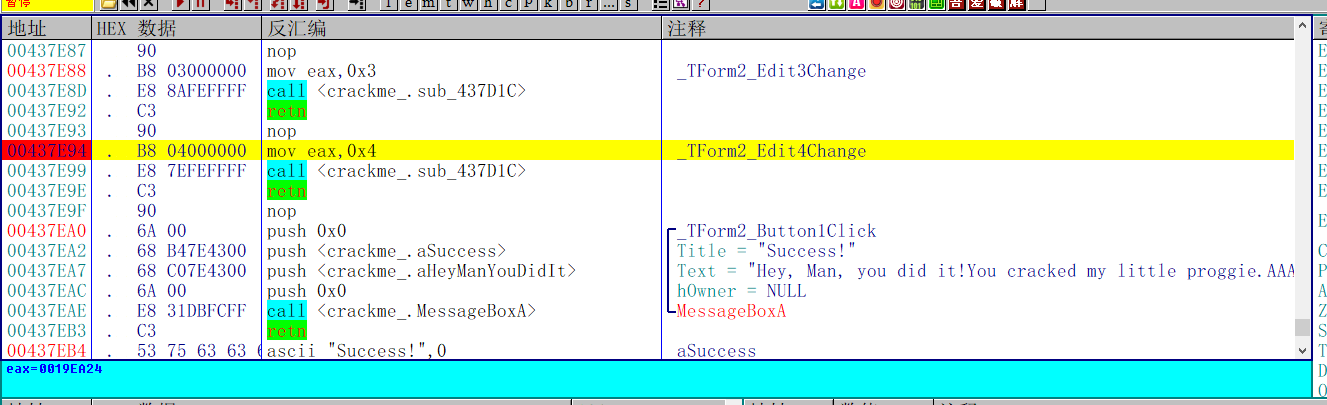 暂停 l e m t w h c p k b r ... s ?
地址 HEX 数据 反汇编 注释
00437E87 90 nop
00437E88 . B8 03000000 mov eax,0x3 _TForm2_Edit3Change
00437E8D . E8 8AFEFFFF call <crackme_.sub_437D1C>
00437E92 . C3 retn
00437E93 90 nop
00437E94 . B8 04000000 mov eax,0x4 _TForm2_Edit4Change
00437E99 . E8 7EFEFFFF call <crackme_.sub_437D1C>
00437E9E . C3 retn
00437E9F 90 nop
00437EA0 . 6A 00 push 0x0 _TForm2_Button1Click
00437EA2 . 68 B47E4300 push <crackme_.aSuccess> Title = "Success!"
00437EA7 . 68 C07E4300 push <crackme_.aHeyManYouDidIt> Text = "Hey, Man, you did it!You cracked my little proggie.AAA
00437EAC . 6A 00 push 0x0 hOwner = NULL
00437EAE . E8 31DBFCFF call <crackme_.MessageBoxA> MessageBoxA
00437EB3 . C3 retn
00437EB4 . 53 75 63 63 6 ascii "Success!",0 aSuccess
eax=0019EA24